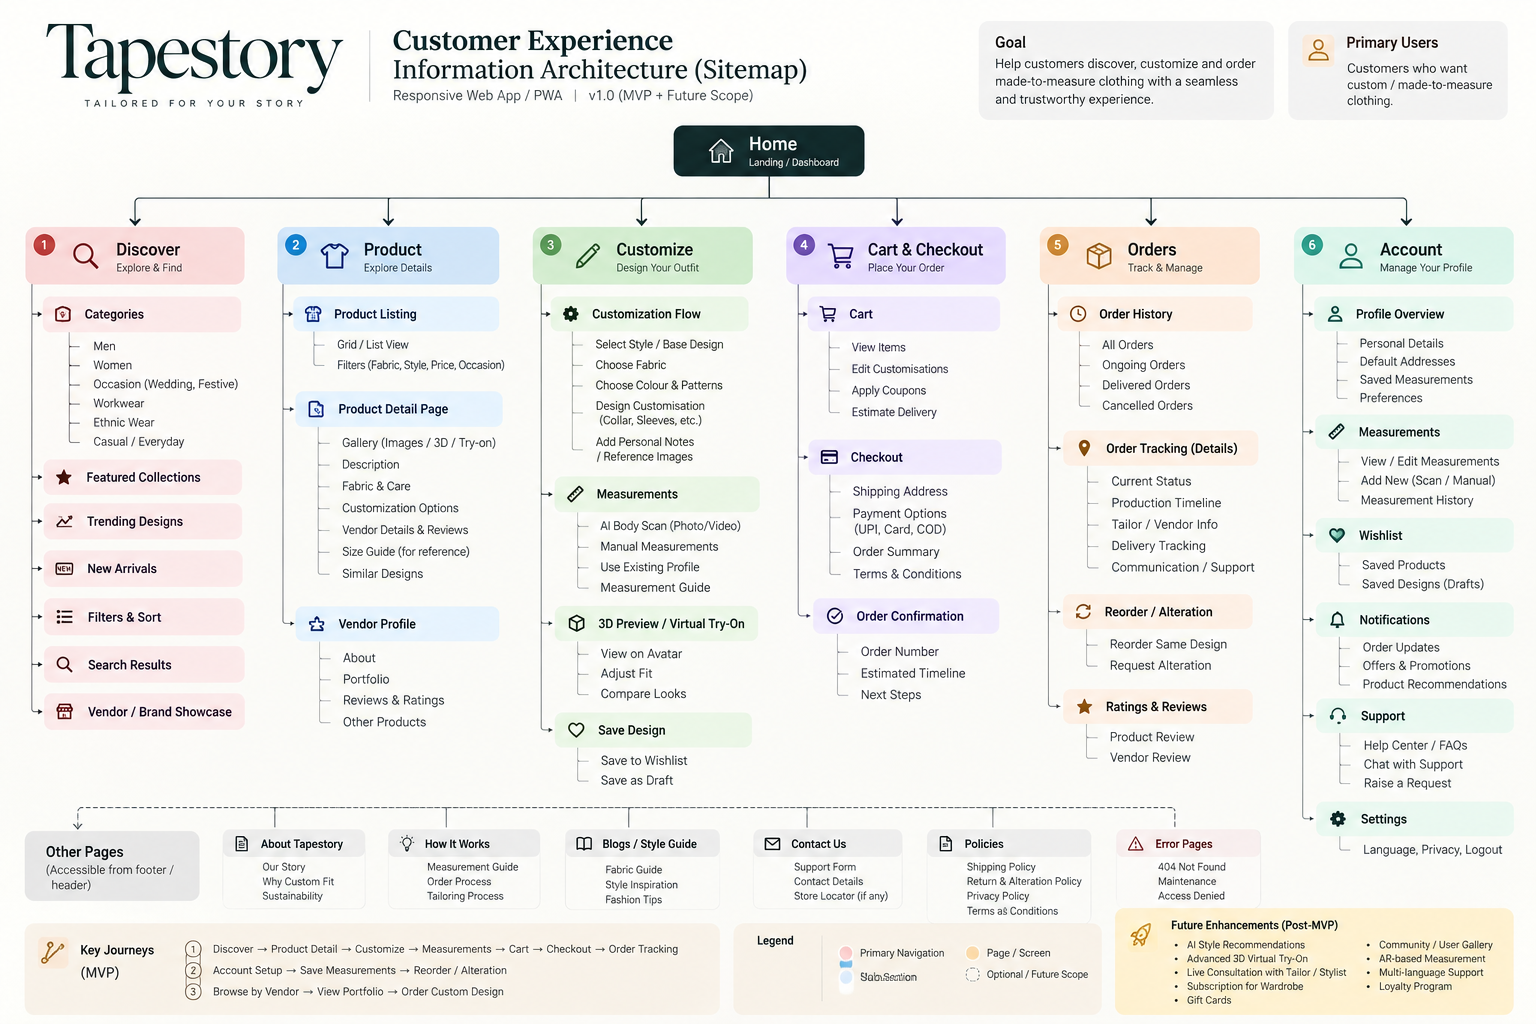 Tapestory
TAILORED FOR YOUR STORY
Customer Experience
Information Architecture (Sitemap)
Responsive Web App / PWA | v1.0 (MVP + Future Scope)
Goal
Help customers discover, customize and order
made-to-measure clothing with a seamless
and trustworthy experience.
Primary Users
Customers who want
custom / made-to-measure
clothing.
Home
Landing / Dashboard
1
Discover
Explore & Find
Categories
Men
Women
Occasion (Wedding, Festive)
Workwear
Ethnic Wear
Casual / Everyday
Featured Collections
Trending Designs
NEW
New Arrivals
Filters & Sort
Search Results
Vendor / Brand Showcase
2
Product
Explore Details
Product Listing
Grid / List View
Filters (Fabric, Style, Price, Occasion)
Product Detail Page
Gallery (Images / 3D / Try-on)
Description
Fabric & Care
Customization Options
Vendor Details & Reviews
Size Guide (for reference)
Similar Designs
Vendor Profile
About
Portfolio
Reviews & Ratings
Other Products
3
Customize
Design Your Outfit
Customization Flow
Select Style / Base Design
Choose Fabric
Choose Colour & Patterns
Design Customisation
(Collar, Sleeves, etc.)
Add Personal Notes
/ Reference Images
Measurements
AI Body Scan (Photo/Video)
Manual Measurements
Use Existing Profile
Measurement Guide
3D Preview / Virtual Try-On
View on Avatar
Adjust Fit
Compare Looks
Save Design
Save to Wishlist
Save as Draft
4
Cart & Checkout
Place Your Order
Cart
View Items
Edit Customisations
Apply Coupons
Estimate Delivery
Checkout
Shipping Address
Payment Options
(UPI, Card, COD)
Order Summary
Terms & Conditions
Order Confirmation
Order Number
Estimated Timeline
Next Steps
5
Orders
Track & Manage
Order History
All Orders
Ongoing Orders
Delivered Orders
Cancelled Orders
Order Tracking (Details)
Current Status
Production Timeline
Tailor / Vendor Info
Delivery Tracking
Communication / Support
Reorder / Alteration
Reorder Same Design
Request Alteration
Ratings & Reviews
Product Review
Vendor Review
6
Account
Manage Your Profile
Profile Overview
Personal Details
Default Addresses
Saved Measurements
Preferences
Measurements
View / Edit Measurements
Add New (Scan / Manual)
Measurement History
Wishlist
Saved Products
Saved Designs (Drafts)
Notifications
Order Updates
Offers & Promotions
Product Recommendations
Support
Help Center / FAQs
Chat with Support
Raise a Request
Settings
Language, Privacy, Logout
Other Pages
(Accessible from footer /
header)
About Tapestory
Our Story
Why Custom Fit
Sustainability
How It Works
Measurement Guide
Order Process
Tailoring Process
Blogs / Style Guide
Fabric Guide
Style Inspiration
Fashion Tips
Contact Us
Support Form
Contact Details
Store Locator (if any)
Policies
Shipping Policy
Return & Alteration Policy
Privacy Policy
Terms Conditions
Error Pages
404 Not Found
Maintenance
Access Denied
Key Journeys
(MVP)
1 Discover → Product Detail → Customize → Measurements → Cart → Checkout → Order Tracking
2 Account Setup → Save Measurements → Reorder / Alteration
3 Browse by Vendor → View Portfolio → Order Custom Design
Legend
Primary Navigation
Page / Screen
Optional / Future Scope
Future Enhancements (Post-MVP)
• AI Style Recommendations
• Advanced 3D Virtual Try-On
• Live Consultation with Tailor / Stylist
• Subscription for Wardrobe
• Gift Cards
• Community / User Gallery
• AR-based Measurement
• Multi-language Support
• Loyalty Program